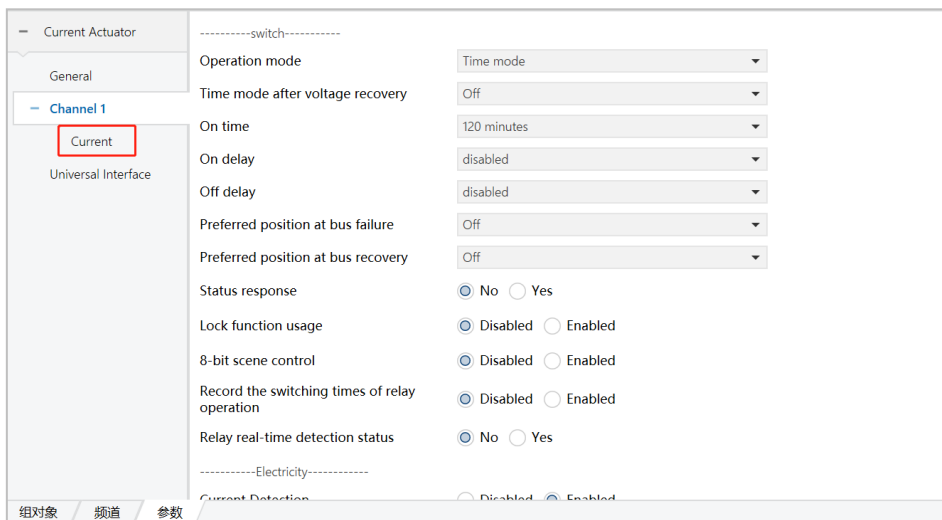 Current Actuator
General
Channel 1
Current
Universal Interface
----------switch-----------
Operation mode Time mode
Time mode after voltage recovery Off
On time 120 minutes
On delay disabled
Off delay disabled
Preferred position at bus failure Off
Preferred position at bus recovery Off
Status response No Yes
Lock function usage Disabled Enabled
8-bit scene control Disabled Enabled
Record the switching times of relay
operation Disabled Enabled
Relay real-time detection status No Yes
-----------Electricity------------
Current Detection Disabled Enabled
组对象 频道 参数